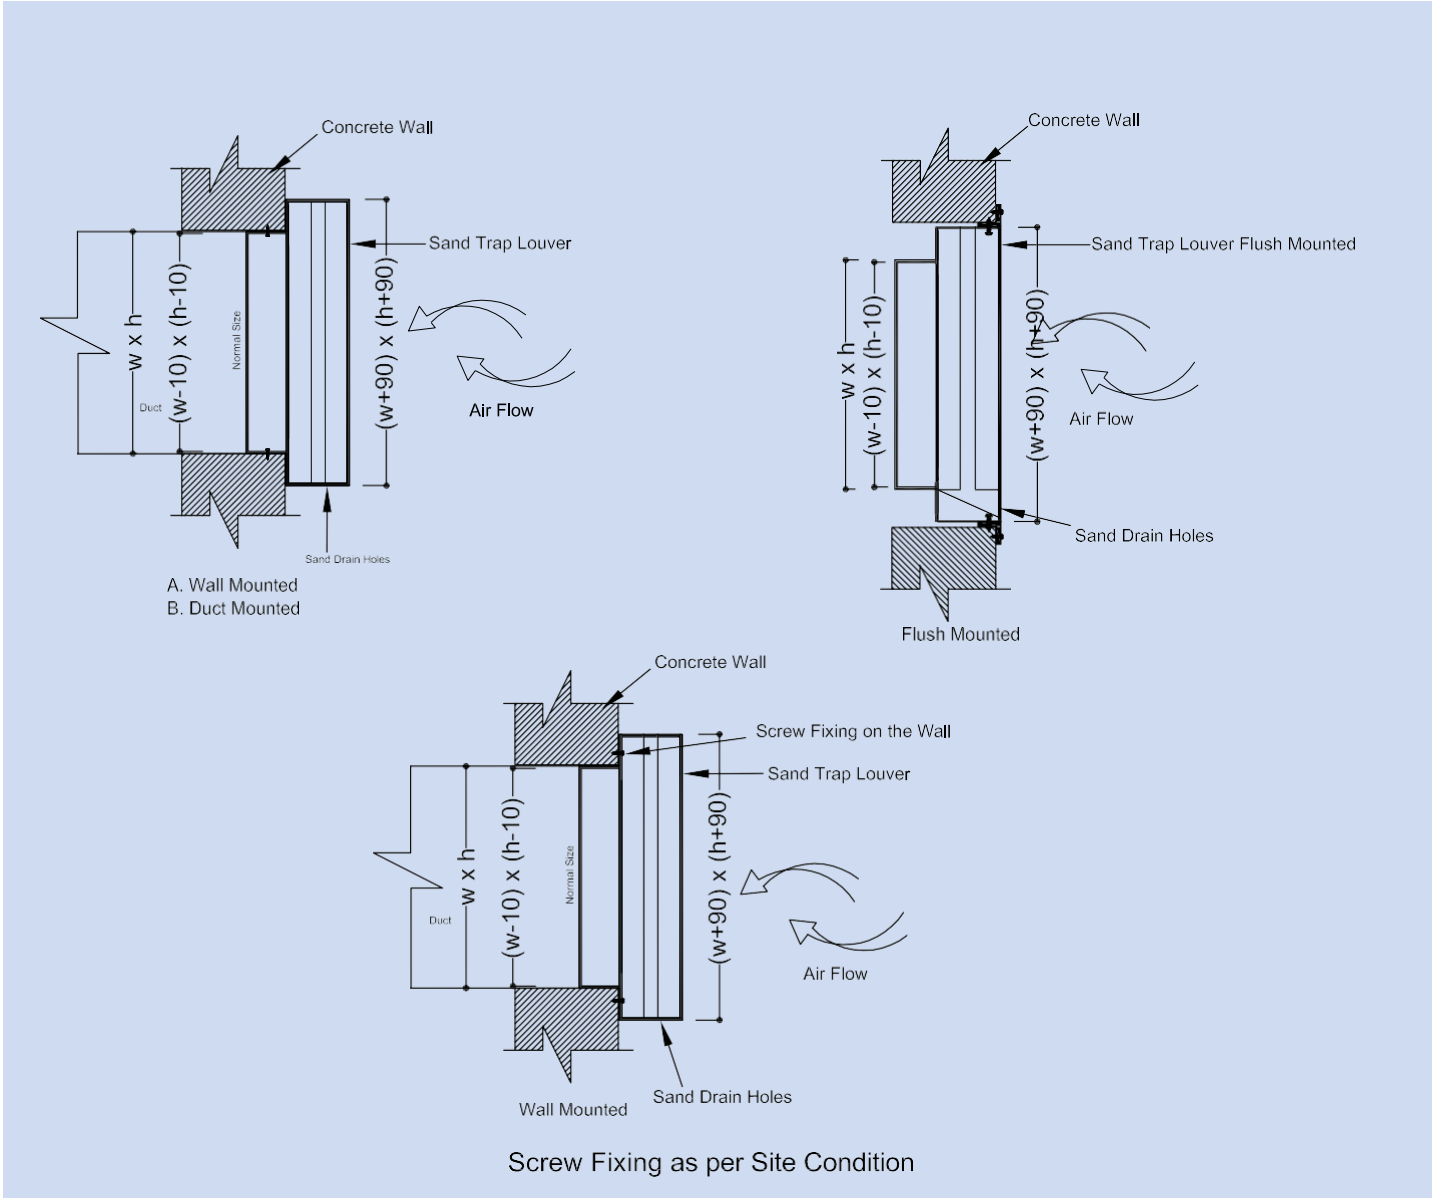 Concrete Wall
Sand Trap Louver
w x h
(w-10) x (h-10)
Normal Size
(w+90) x (h+90)
Duct
Air Flow
Sand Drain Holes
A. Wall Mounted
B. Duct Mounted
Concrete Wall
Sand Trap Louver Flush Mounted
w x h
(w-10) x (h-10)
(w+90) x (h+90)
Air Flow
Sand Drain Holes
Flush Mounted
Concrete Wall
Screw Fixing on the Wall
Sand Trap Louver
w x h
(w-10) x (h-10)
Normal Size
(w+90) x (h+90)
Duct
Air Flow
Sand Drain Holes
Wall Mounted
Screw Fixing as per Site Condition